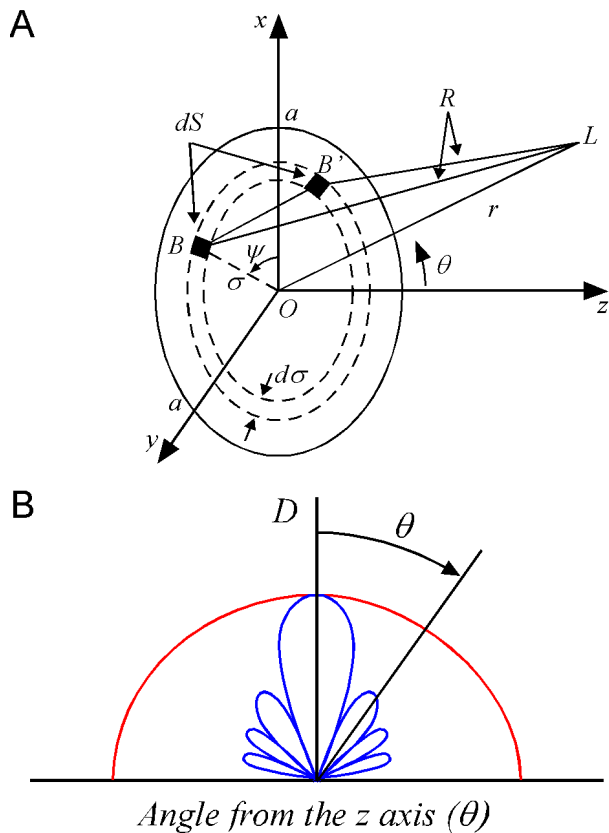 A
x
a
dS
R
B'
L
r
B
ψ
θ
σ
O
z
dσ
a
y
B
D
θ
Angle from the z axis (θ)